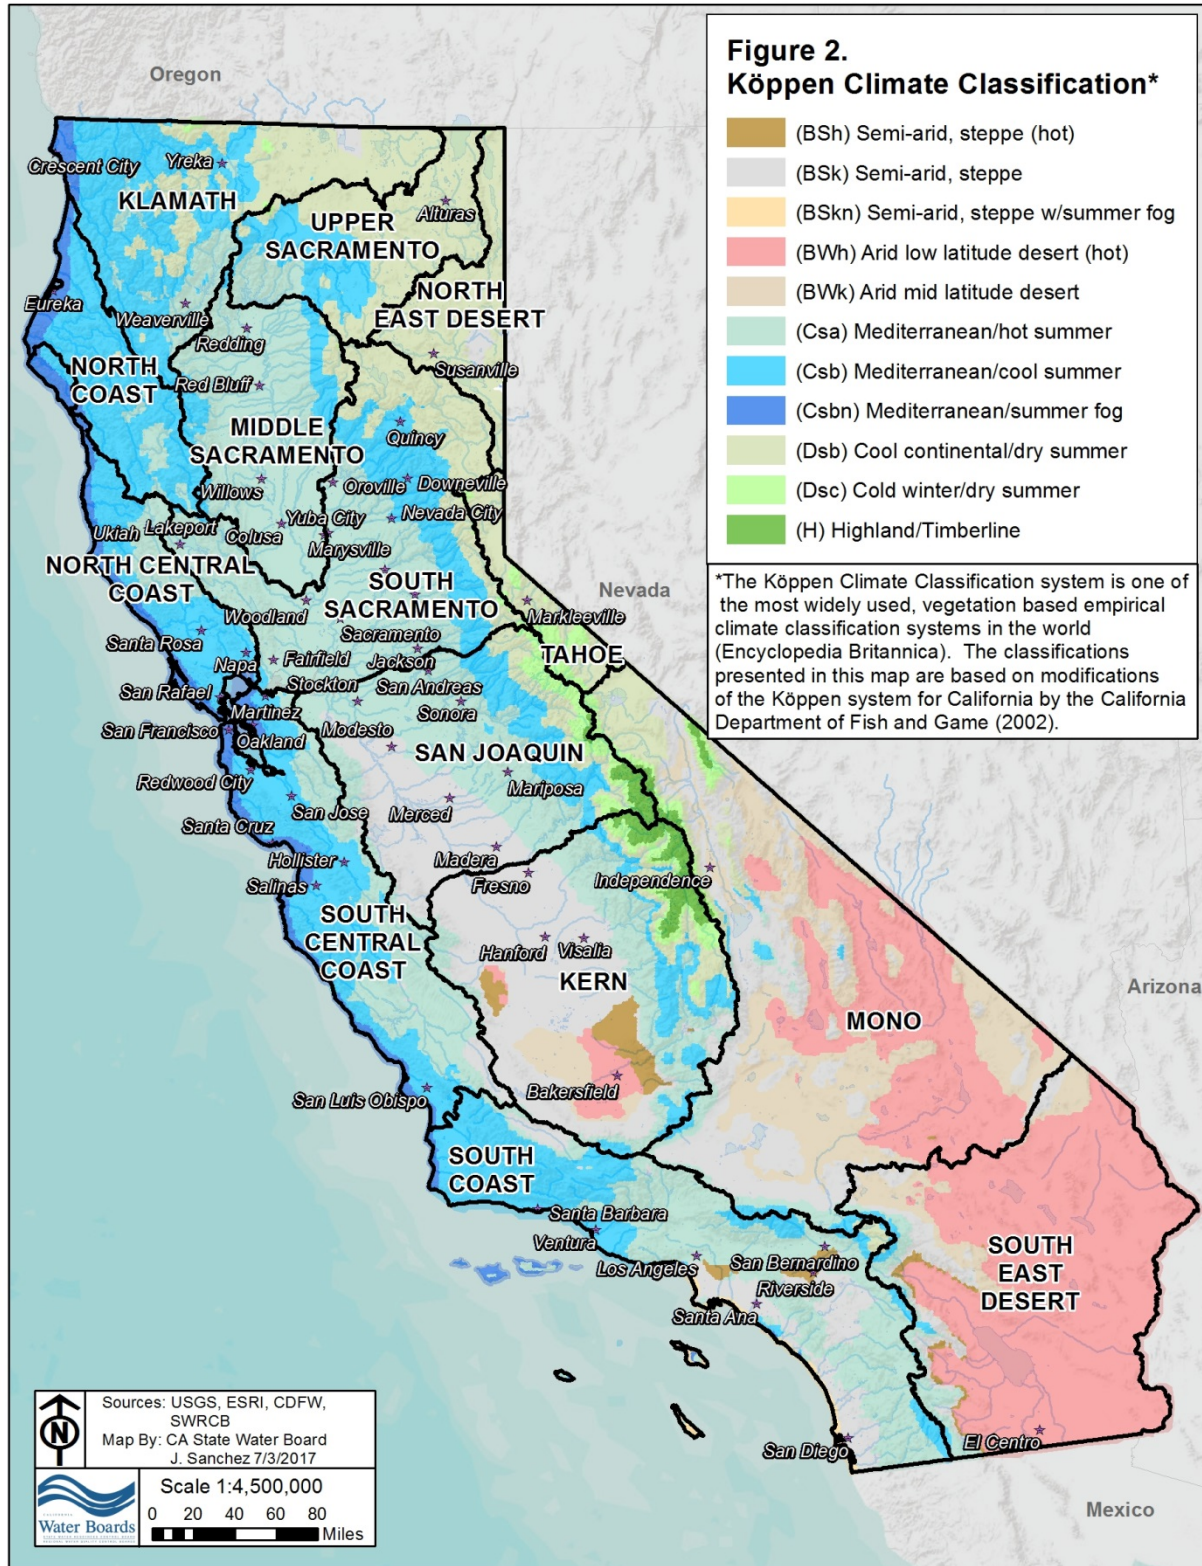 Figure 2.
Köppen Climate Classification*
(BSh) Semi-arid, steppe (hot)
(BSk) Semi-arid, steppe
(BSkn) Semi-arid, steppe w/summer fog
(BWh) Arid low latitude desert (hot)
(BWk) Arid mid latitude desert
(Csa) Mediterranean/hot summer
(Csb) Mediterranean/cool summer
(Csbn) Mediterranean/summer fog
(Dsb) Cool continental/dry summer
(Dsc) Cold winter/dry summer
(H) Highland/Timberline
*The Köppen Climate Classification system is one of
the most widely used, vegetation based empirical
climate classification systems in the world
(Encyclopedia Britannica). The classifications
presented in this map are based on modifications
of the Köppen system for California by the California
Department of Fish and Game (2002).
Oregon
Crescent City
Yreka
KLAMATH
Alturas
UPPER
SACRAMENTO
NORTH
EAST DESERT
Eureka
Weaverville
Redding
Susanville
NORTH
COAST
Red Bluff
MIDDLE
SACRAMENTO
Quincy
Willows
Oroville
Downeville
Nevada City
Ukiah
Lakeport
Colusa
Yuba City
Marysville
NORTH CENTRAL
COAST
SOUTH
SACRAMENTO
Nevada
Woodland
Markleeville
Santa Rosa
Sacramento
TAHOE
Napa
Fairfield
Jackson
San Rafael
Stockton
San Andreas
Martinez
Sonora
San Francisco
Oakland
Modesto
SAN JOAQUIN
Redwood City
Mariposa
San Jose
Merced
Santa Cruz
Hollister
Madera
Salinas
Fresno
Independence
SOUTH
CENTRAL
COAST
Hanford
Visalia
KERN
Arizona
MONO
Bakersfield
San Luis Obispo
SOUTH
COAST
Santa Barbara
Ventura
Los Angeles
San Bernardino
Riverside
SOUTH
EAST
DESERT
Santa Ana
San Diego
El Centro
Mexico
N
Sources: USGS, ESRI, CDFW,
SWRCB
Map By: CA State Water Board
J. Sanchez 7/3/2017
CALIFORNIA
Water Boards
Scale 1:4,500,000
0 20 40 60 80
Miles